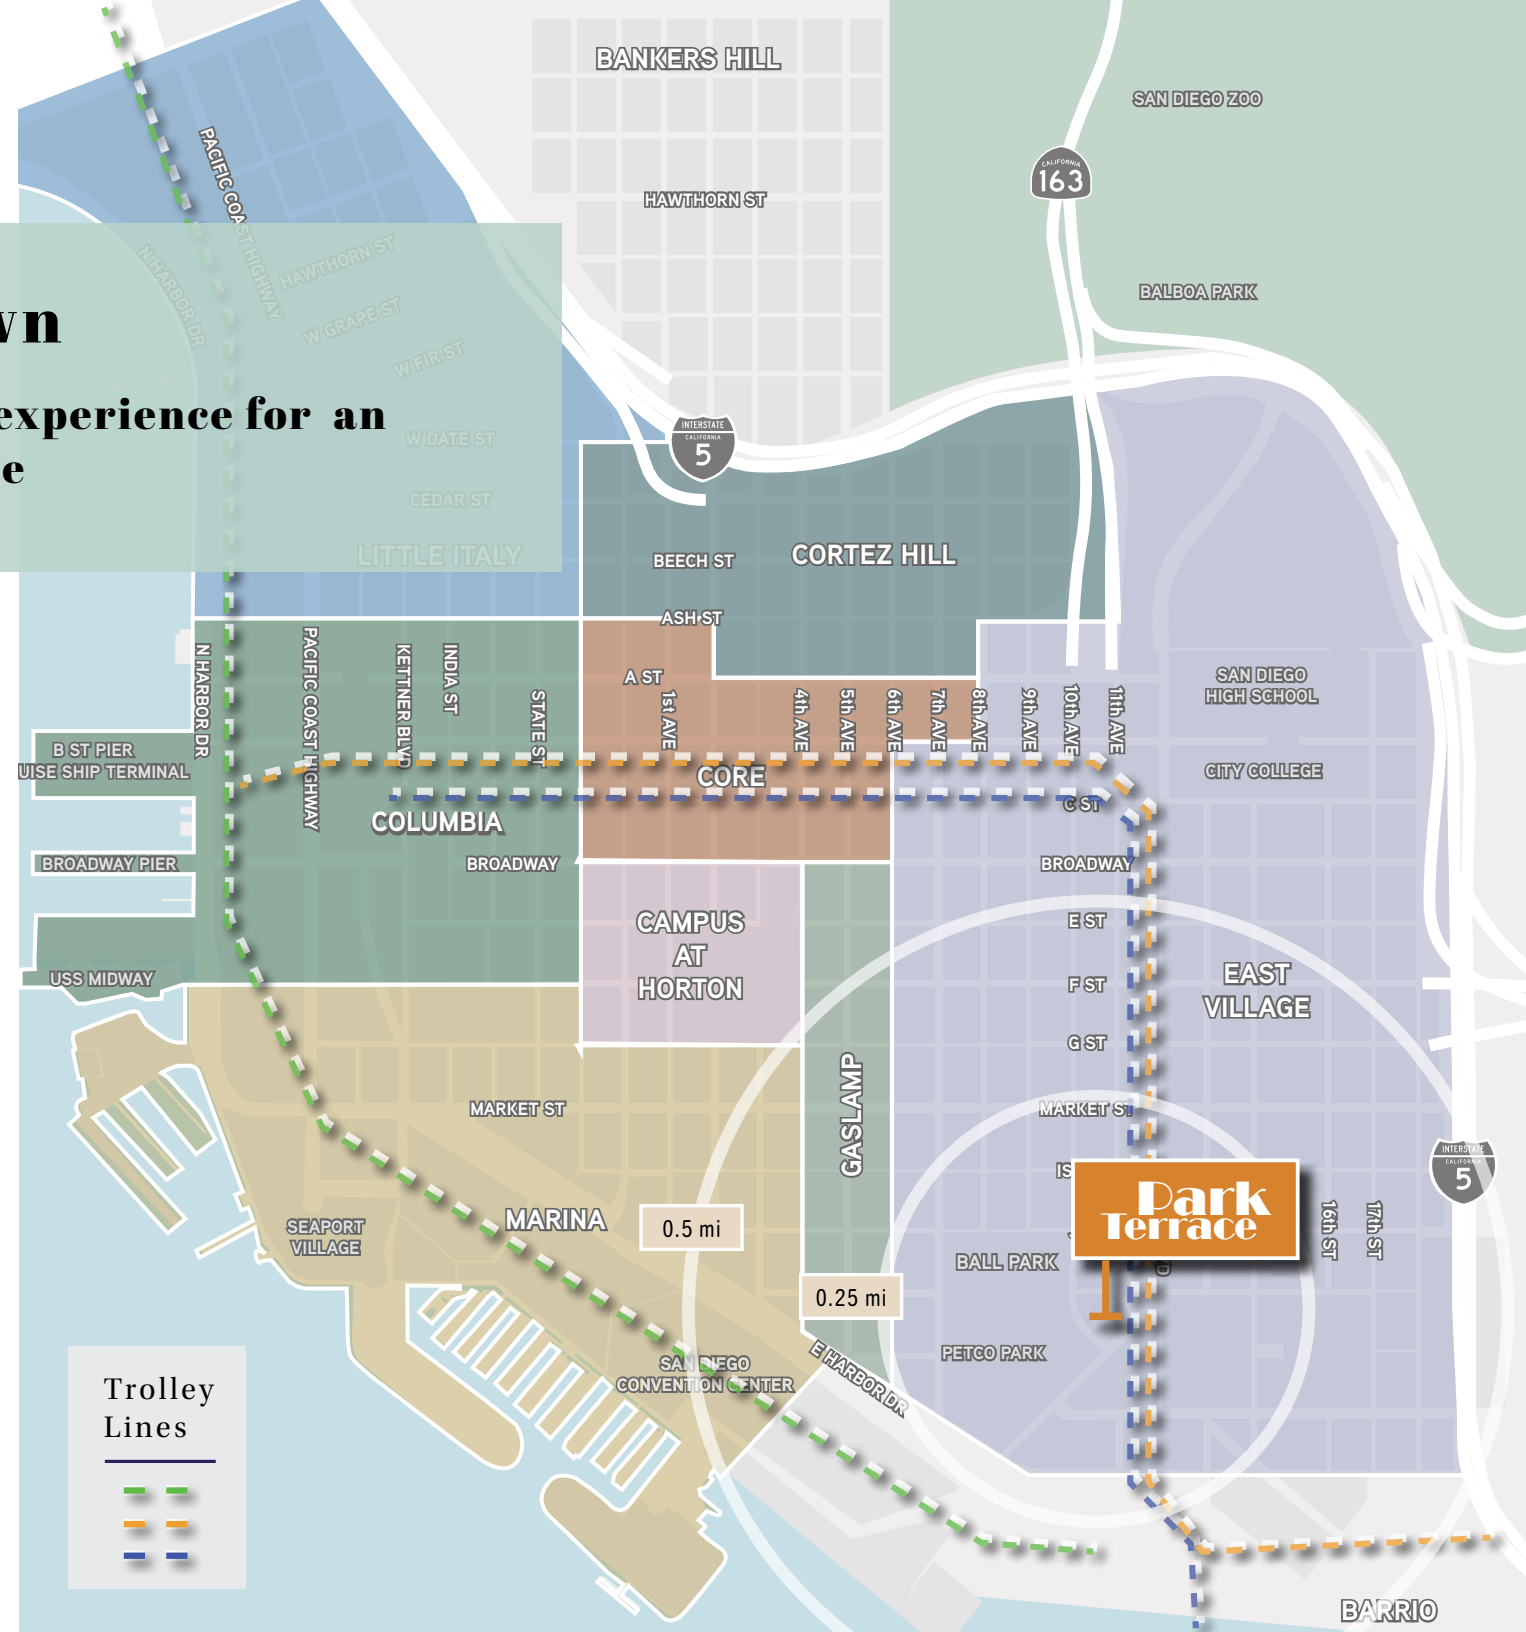 BANKERS HILL
SAN DIEGO ZOO
CALIFORNIA
163
PACIFIC COAST HIGHWAY
HAWTHORN ST
N HARBOR DR
HAWTHORN ST
BALBOA PARK
W GRAPE ST
wn
W FIR ST
experience for an
W DATE ST
INTERSTATE
CALIFORNIA
5
e
CEDAR ST
LITTLE ITALY
BEECH ST
CORTEZ HILL
ASH ST
N HARBOR DR
PACIFIC COAST HIGHWAY
KETTNER BLVD
INDIA ST
STATE ST
A ST
1st AVE
4th AVE
5th AVE
6th AVE
7th AVE
8th AVE
9th AVE
10th AVE
11th AVE
SAN DIEGO
HIGH SCHOOL
B ST PIER
UISE SHIP TERMINAL
CORE
CITY COLLEGE
C ST
COLUMBIA
BROADWAY PIER
BROADWAY
BROADWAY
CAMPUS
AT
HORTON
E ST
USS MIDWAY
F ST
EAST
VILLAGE
G ST
GASLAMP
MARKET ST
MARKET ST
IS
INTERSTATE
CALIFORNIA
5
Park
Terrace
16th ST
17th ST
SEAPORT
VILLAGE
MARINA
0.5 mi
BALL PARK
D
0.25 mi
PETCO PARK
E HARBOR DR
SAN DIEGO
CONVENTION CENTER
Trolley
Lines
BARRIO